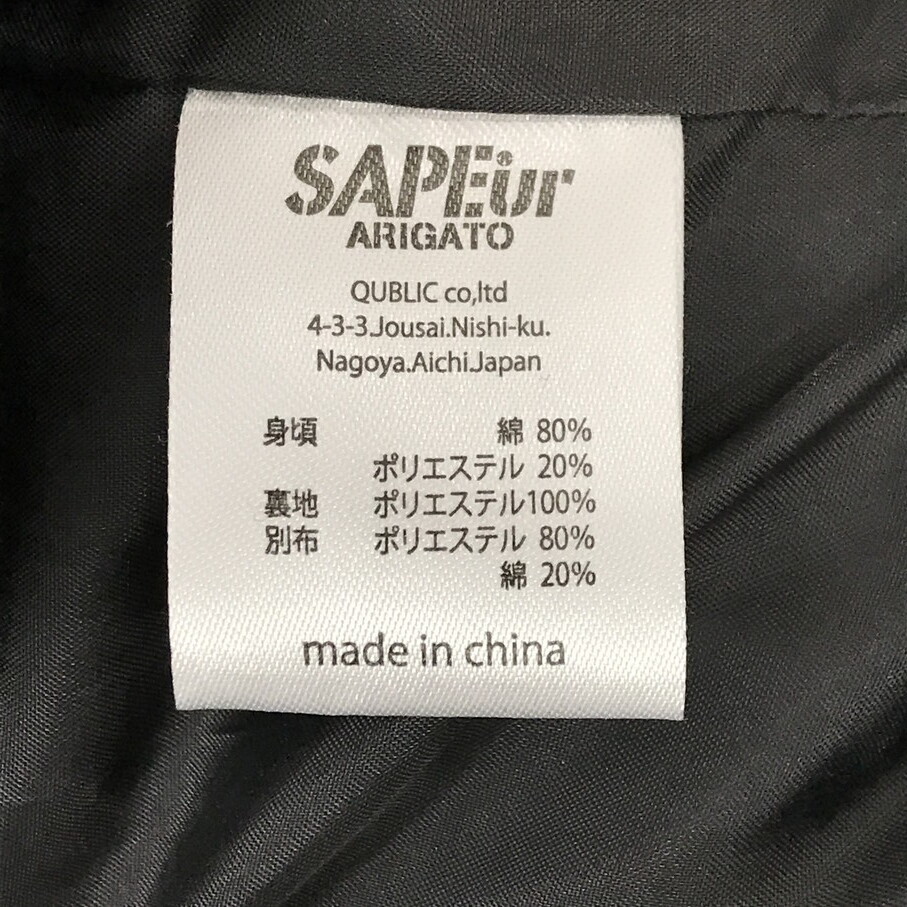 SAPEur
ARIGATO
QUBLIC co,ltd
4-3-3.Jousai.Nishi-ku.
Nagoya.Aichi.Japan
身頃 綿 80%
ポリエステル 20%
裏地 ポリエステル100%
別布 ポリエステル 80%
綿 20%
made in china